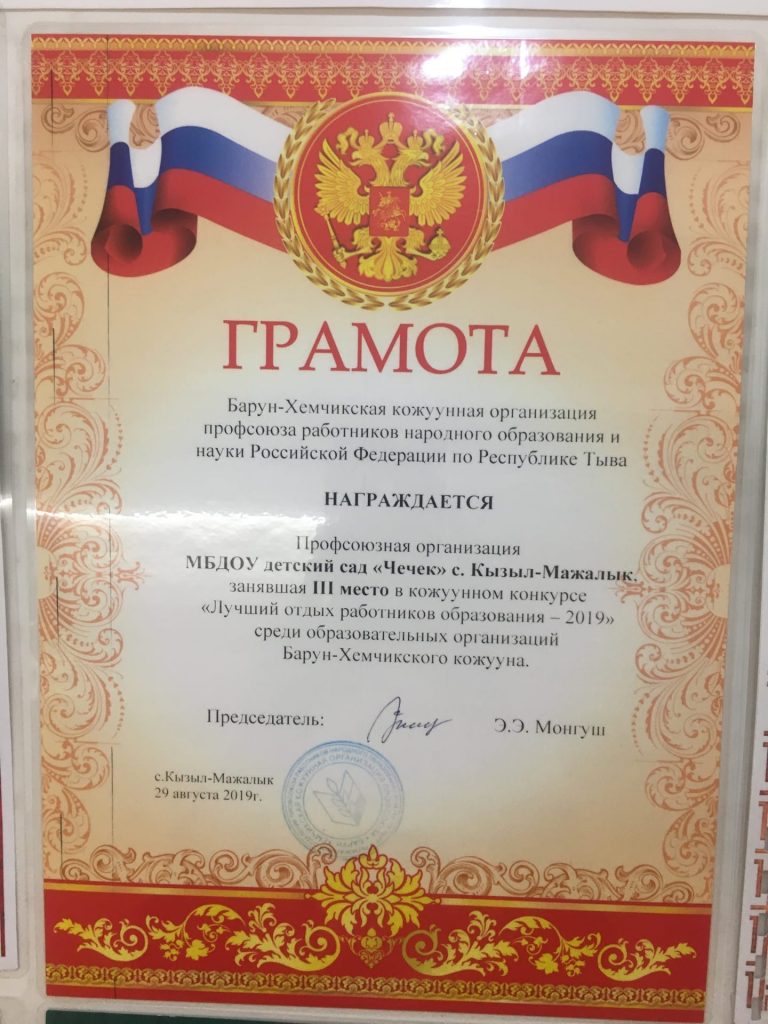 ГРАМОТА
Барун-Хемчикская кожуунная организация
профсоюза работников народного образования и
науки Российской Федерации по Республике Тыва
НАГРАЖДАЕТСЯ
Профсоюзная организация
МБДОУ детский сад «Чечек» с. Кызыл-Мажалык,
занявшая III место в кожуунном конкурсе
«Лучший отдых работников образования – 2019»
среди образовательных организаций
Барун-Хемчикского кожууна.
Председатель: Э.Э. Монгуш
с.Кызыл-Мажалык
29 августа 2019г.